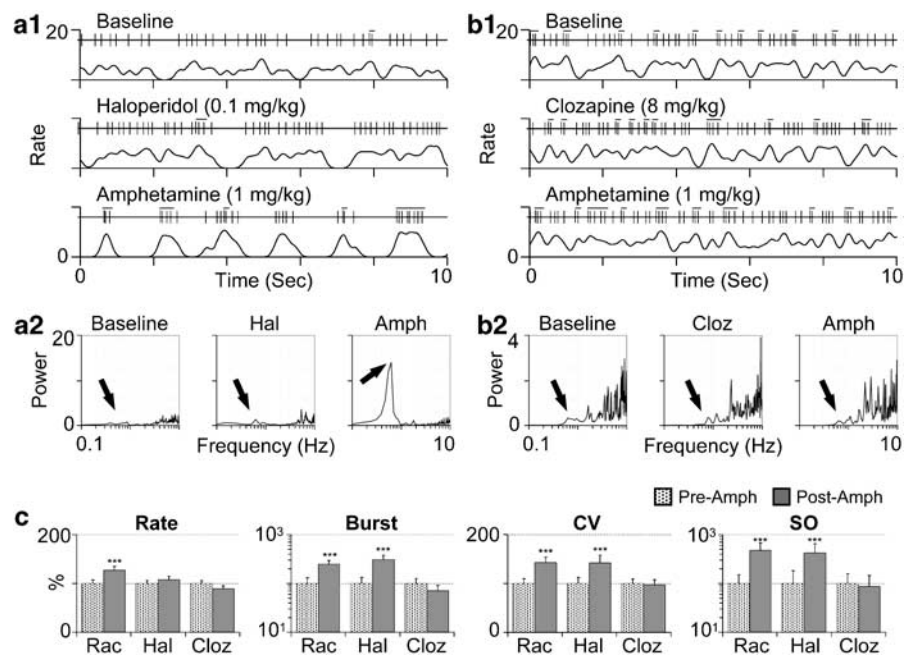 a1
20
Baseline
Haloperidol (0.1 mg/kg)
Rate
Amphetamine (1 mg/kg)
0
0
Time (Sec)
10
b1
20
Baseline
Clozapine (8 mg/kg)
Rate
Amphetamine (1 mg/kg)
0
0
Time (Sec)
10
a2
Baseline
Hal
Amph
20
Power
0
0.1
Frequency (Hz)
10
b2
Baseline
Cloz
Amph
4
Power
0
0.1
Frequency (Hz)
10
Pre-Amph
Post-Amph
c
Rate
200
%
0
***
Rac
Hal
Cloz
Burst
10³
10¹
*** ***
Rac
Hal
Cloz
CV
200
0
*** ***
Rac
Hal
Cloz
SO
10³
10¹
*** ***
Rac
Hal
Cloz